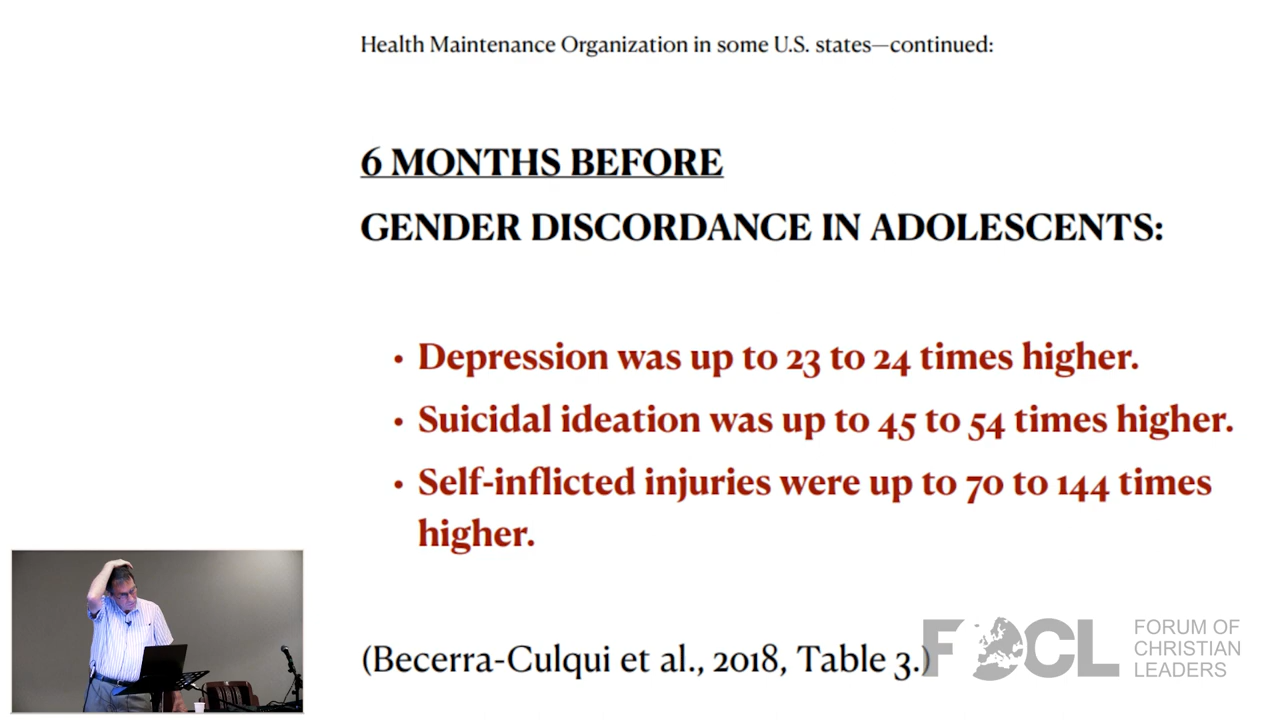 Health Maintenance Organization in some U.S. states—continued:
6 MONTHS BEFORE
GENDER DISCORDANCE IN ADOLESCENTS:
• Depression was up to 23 to 24 times higher.
• Suicidal ideation was up to 45 to 54 times higher.
• Self-inflicted injuries were up to 70 to 144 times
higher.
(Becerra-Culqui et al., 2018, Table 3.)
FOCL
FORUM OF
CHRISTIAN
LEADERS